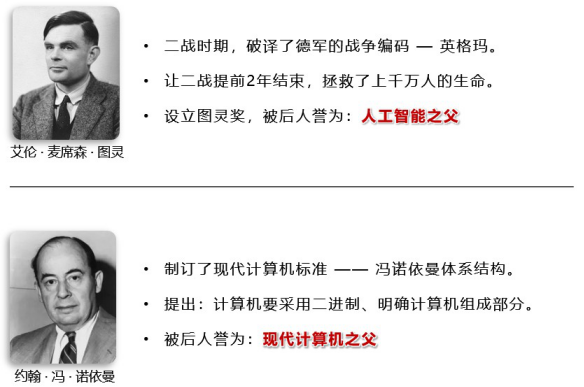 • 二战时期，破译了德军的战争编码 — 英格玛。
• 让二战提前2年结束，拯救了上千万人的生命。
• 设立图灵奖，被后人誉为：人工智能之父
艾伦·麦席森·图灵
• 制订了现代计算机标准 —— 冯诺依曼体系结构。
• 提出：计算机要采用二进制、明确计算机组成部分。
• 被后人誉为：现代计算机之父
约翰·冯·诺依曼